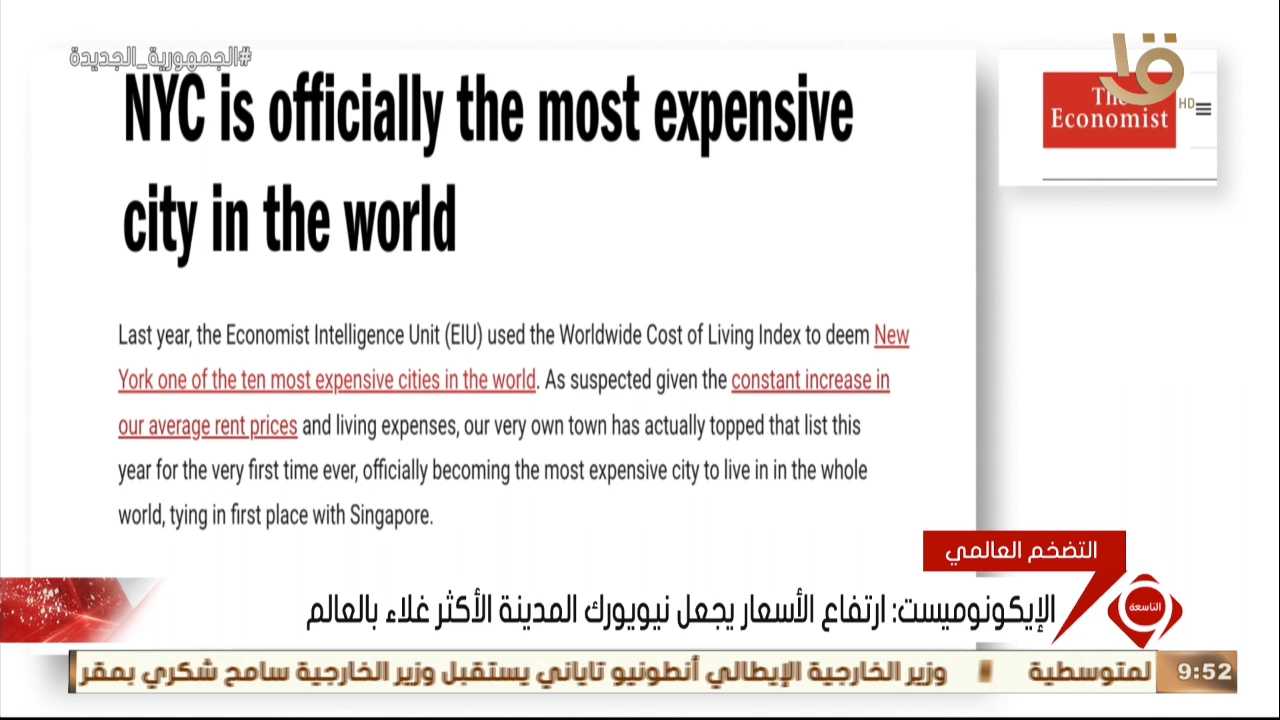 #الجمهورية_الجديدة
NYC is officially the most expensive
city in the world
The
Economist
HD
Last year, the Economist Intelligence Unit (EIU) used the Worldwide Cost of Living Index to deem New
York one of the ten most expensive cities in the world. As suspected given the constant increase in
our average rent prices and living expenses, our very own town has actually topped that list this
year for the very first time ever, officially becoming the most expensive city to live in in the whole
world, tying in first place with Singapore.
التضخم العالمي
الإيكونوميست: ارتفاع الأسعار يجعل نيويورك المدينة الأكثر غلاء بالعالم
التاسعة
لمتوسطية وزير الخارجية الإيطالي أنطونيو تاياني يستقبل وزير الخارجية سامح شكري بمقر
9:52